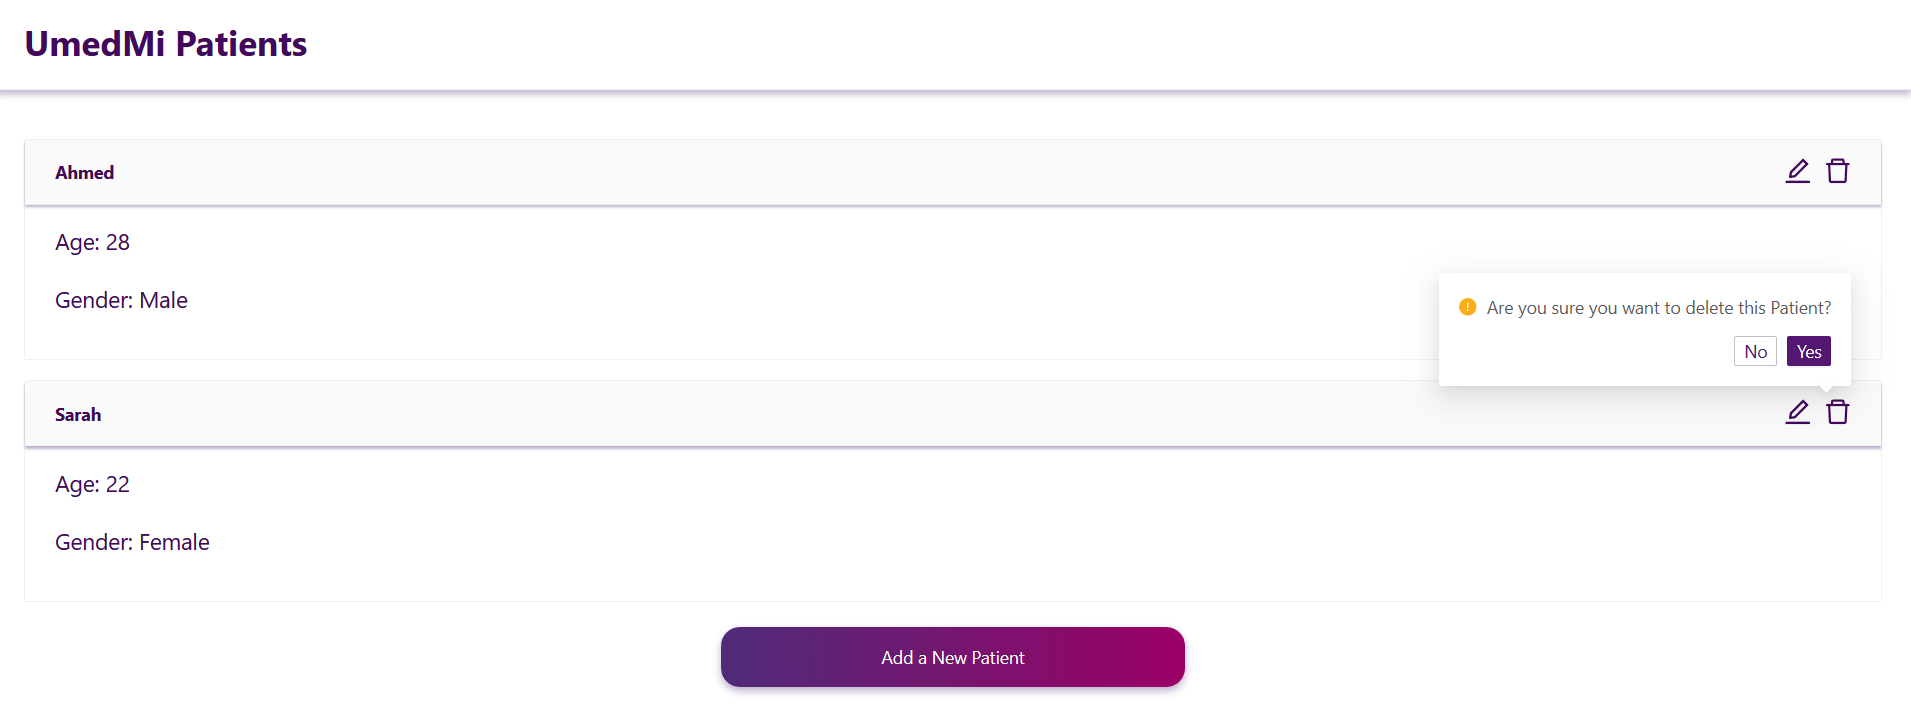 UmedMi Patients
Ahmed
Age: 28
Gender: Male
Are you sure you want to delete this Patient?
No Yes
Sarah
Age: 22
Gender: Female
Add a New Patient